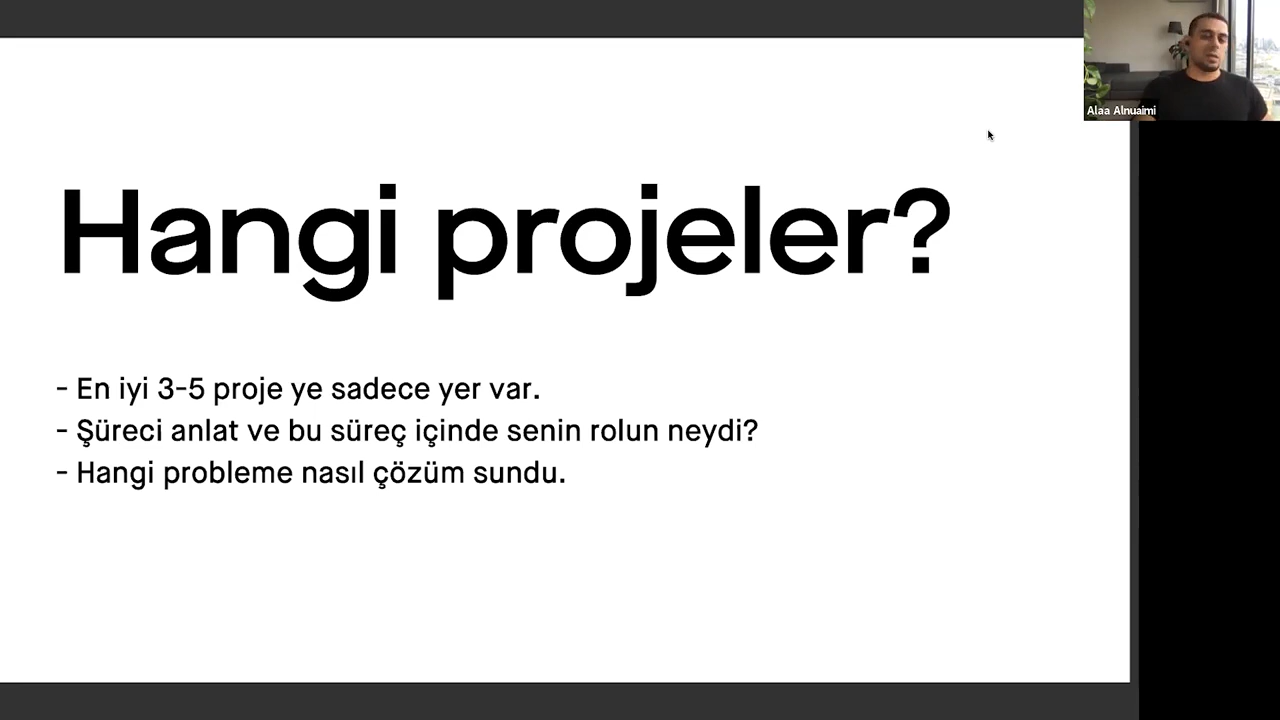 Hangi projeler?
- En iyi 3-5 proje ye sadece yer var.
- Şüreci anlat ve bu süreç içinde senin rolun neydi?
- Hangi probleme nasıl çözüm sundu.
Alaa Alnuaimi